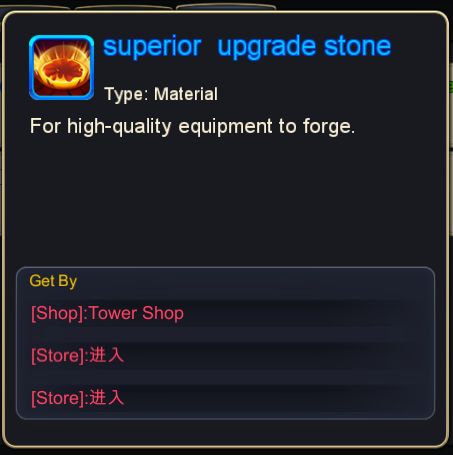 superior upgrade stone
Type: Material
For high-quality equipment to forge.
Get By
[Shop]:Tower Shop
[Store]:进入
[Store]:进入